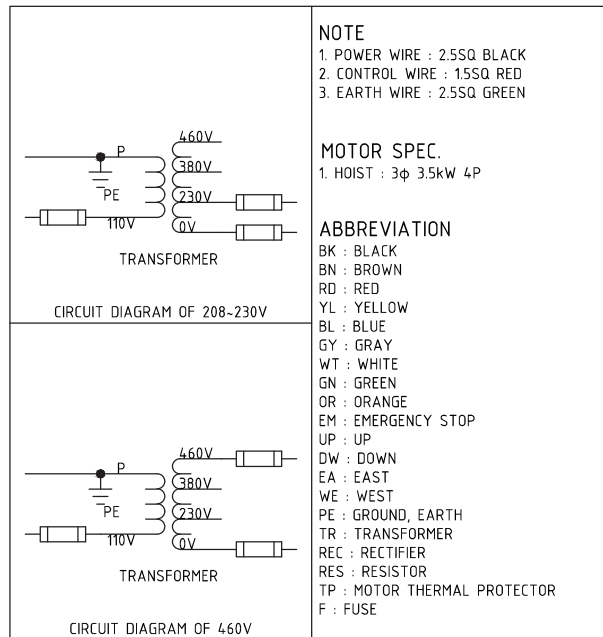 460V
P
380V
PE
230V
110V
0V
TRANSFORMER
CIRCUIT DIAGRAM OF 208~230V
460V
P
380V
PE
230V
110V
0V
TRANSFORMER
CIRCUIT DIAGRAM OF 460V
NOTE
1. POWER WIRE : 2.5SQ BLACK
2. CONTROL WIRE : 1.5SQ RED
3. EARTH WIRE : 2.5SQ GREEN
MOTOR SPEC.
1. HOIST : 3φ 3.5kW 4P
ABBREVIATION
BK : BLACK
BN : BROWN
RD : RED
YL : YELLOW
BL : BLUE
GY : GRAY
WT : WHITE
GN : GREEN
OR : ORANGE
EM : EMERGENCY STOP
UP : UP
DW : DOWN
EA : EAST
WE : WEST
PE : GROUND, EARTH
TR : TRANSFORMER
REC : RECTIFIER
RES : RESISTOR
TP : MOTOR THERMAL PROTECTOR
F : FUSE